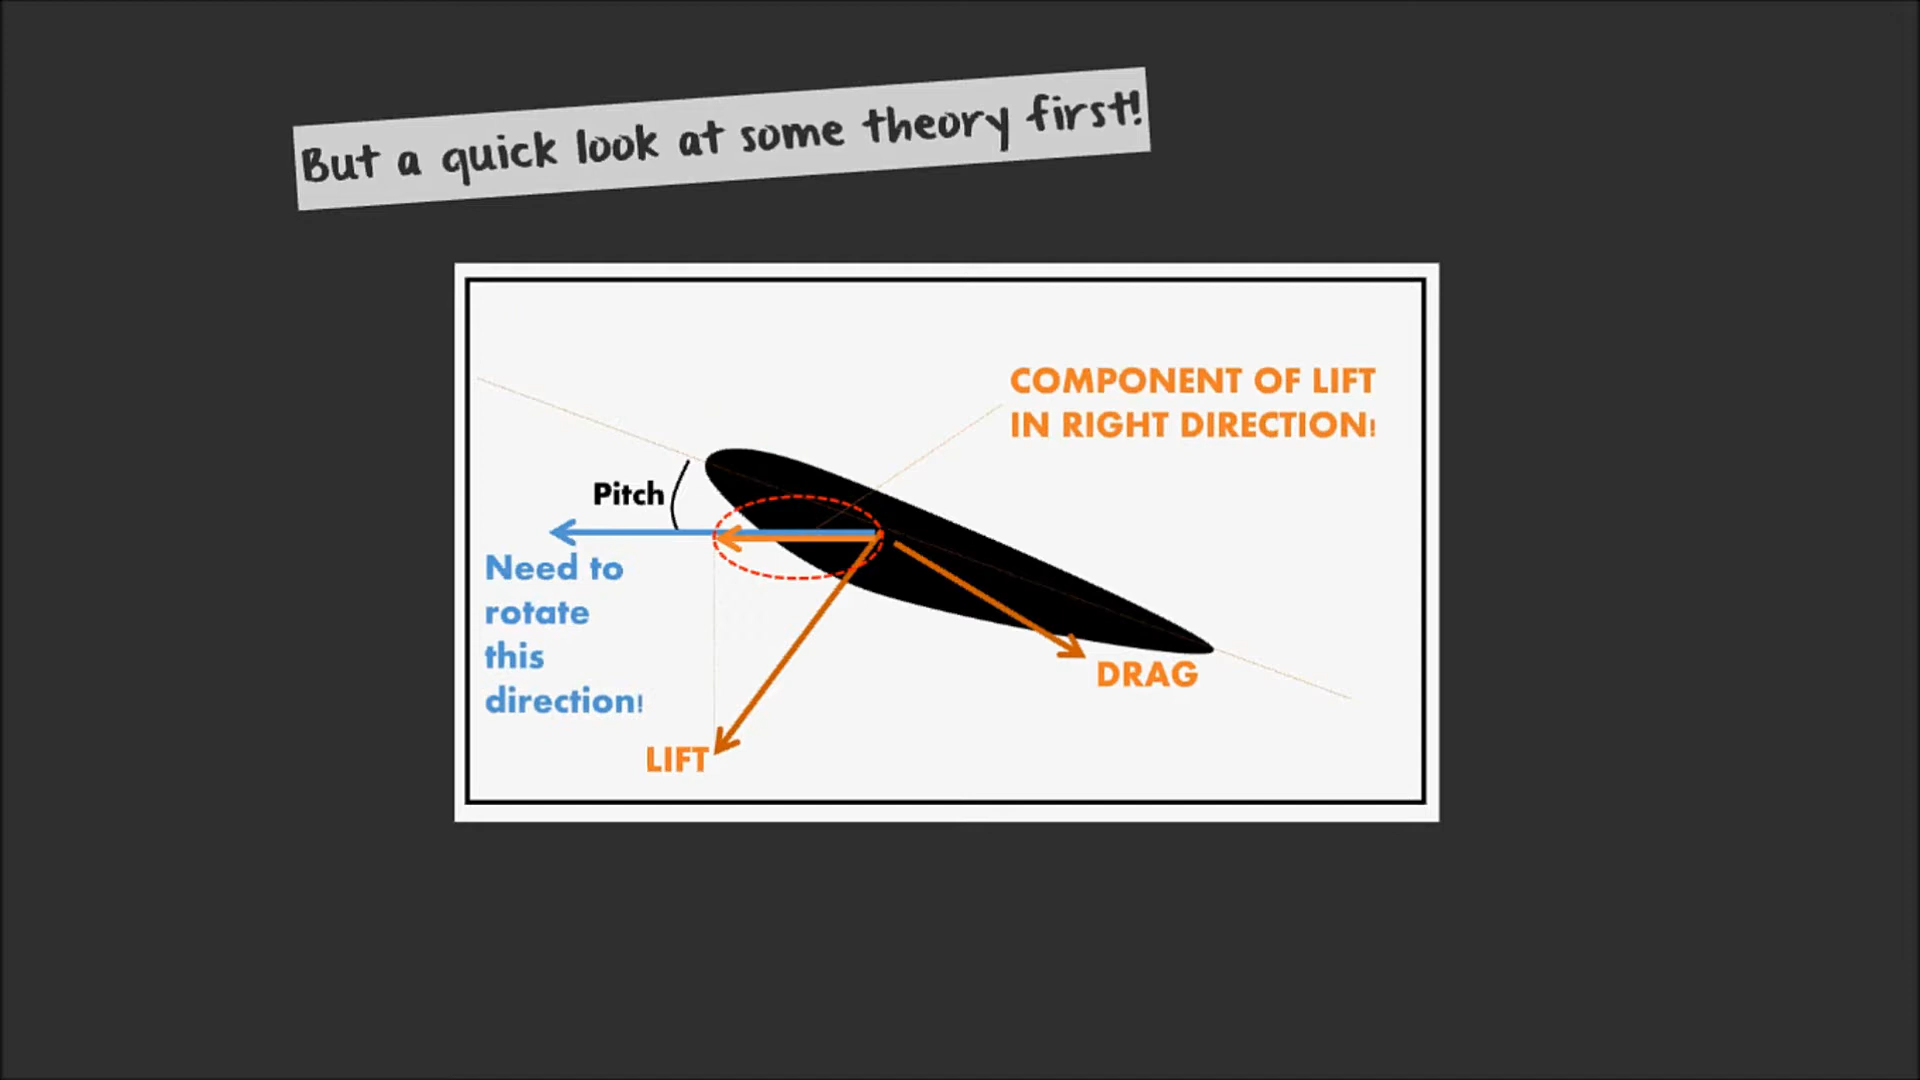 But a quick look at some theory first!
COMPONENT OF LIFT
IN RIGHT DIRECTION!
Pitch
Need to
rotate
this
direction!
DRAG
LIFT